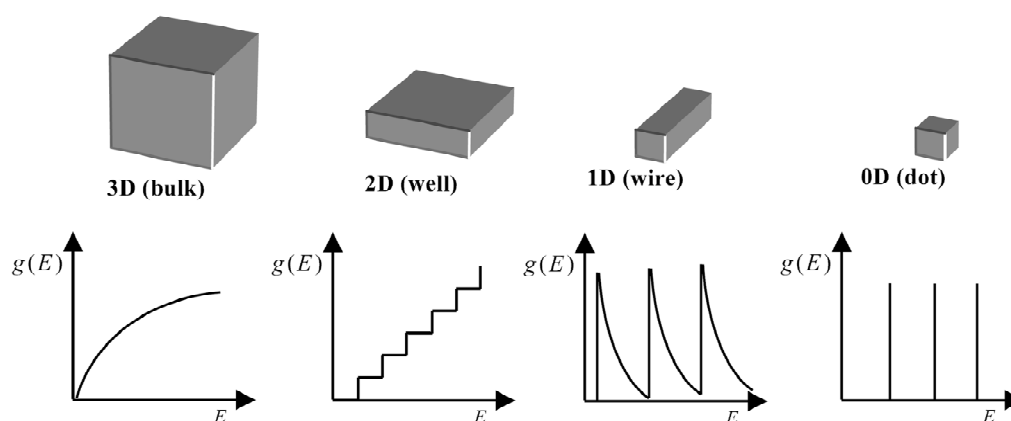 3D (bulk)
2D (well)
1D (wire)
0D (dot)
g(E)
E
g(E)
E
g(E)
E
g(E)
E